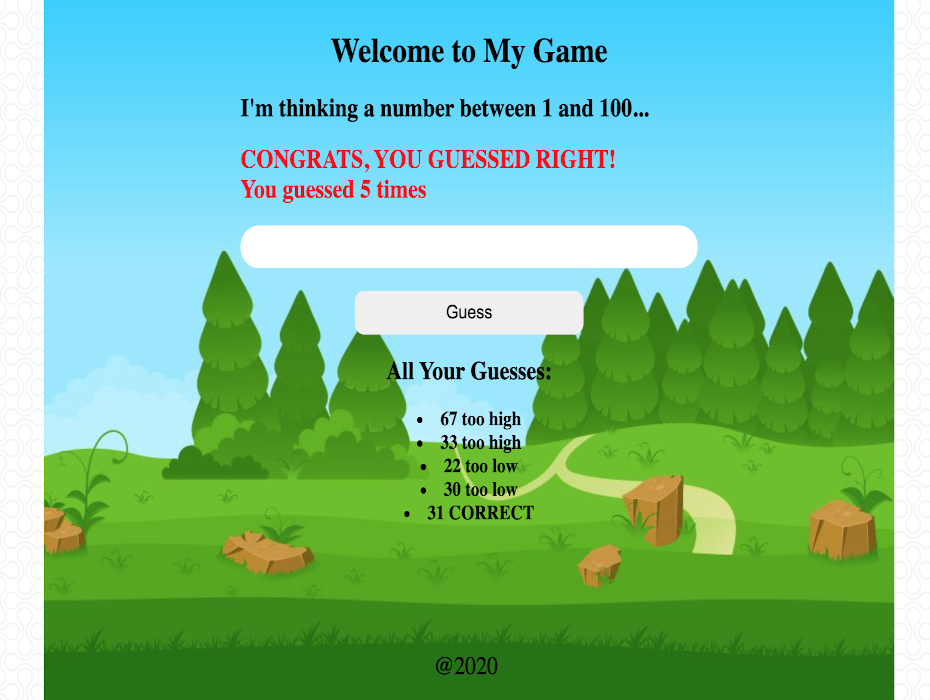 Welcome to My Game
I'm thinking a number between 1 and 100...
CONGRATS, YOU GUESSED RIGHT!
You guessed 5 times
Guess
All Your Guesses:
• 67 too high
• 33 too high
• 22 too low
• 30 too low
• 31 CORRECT
@2020